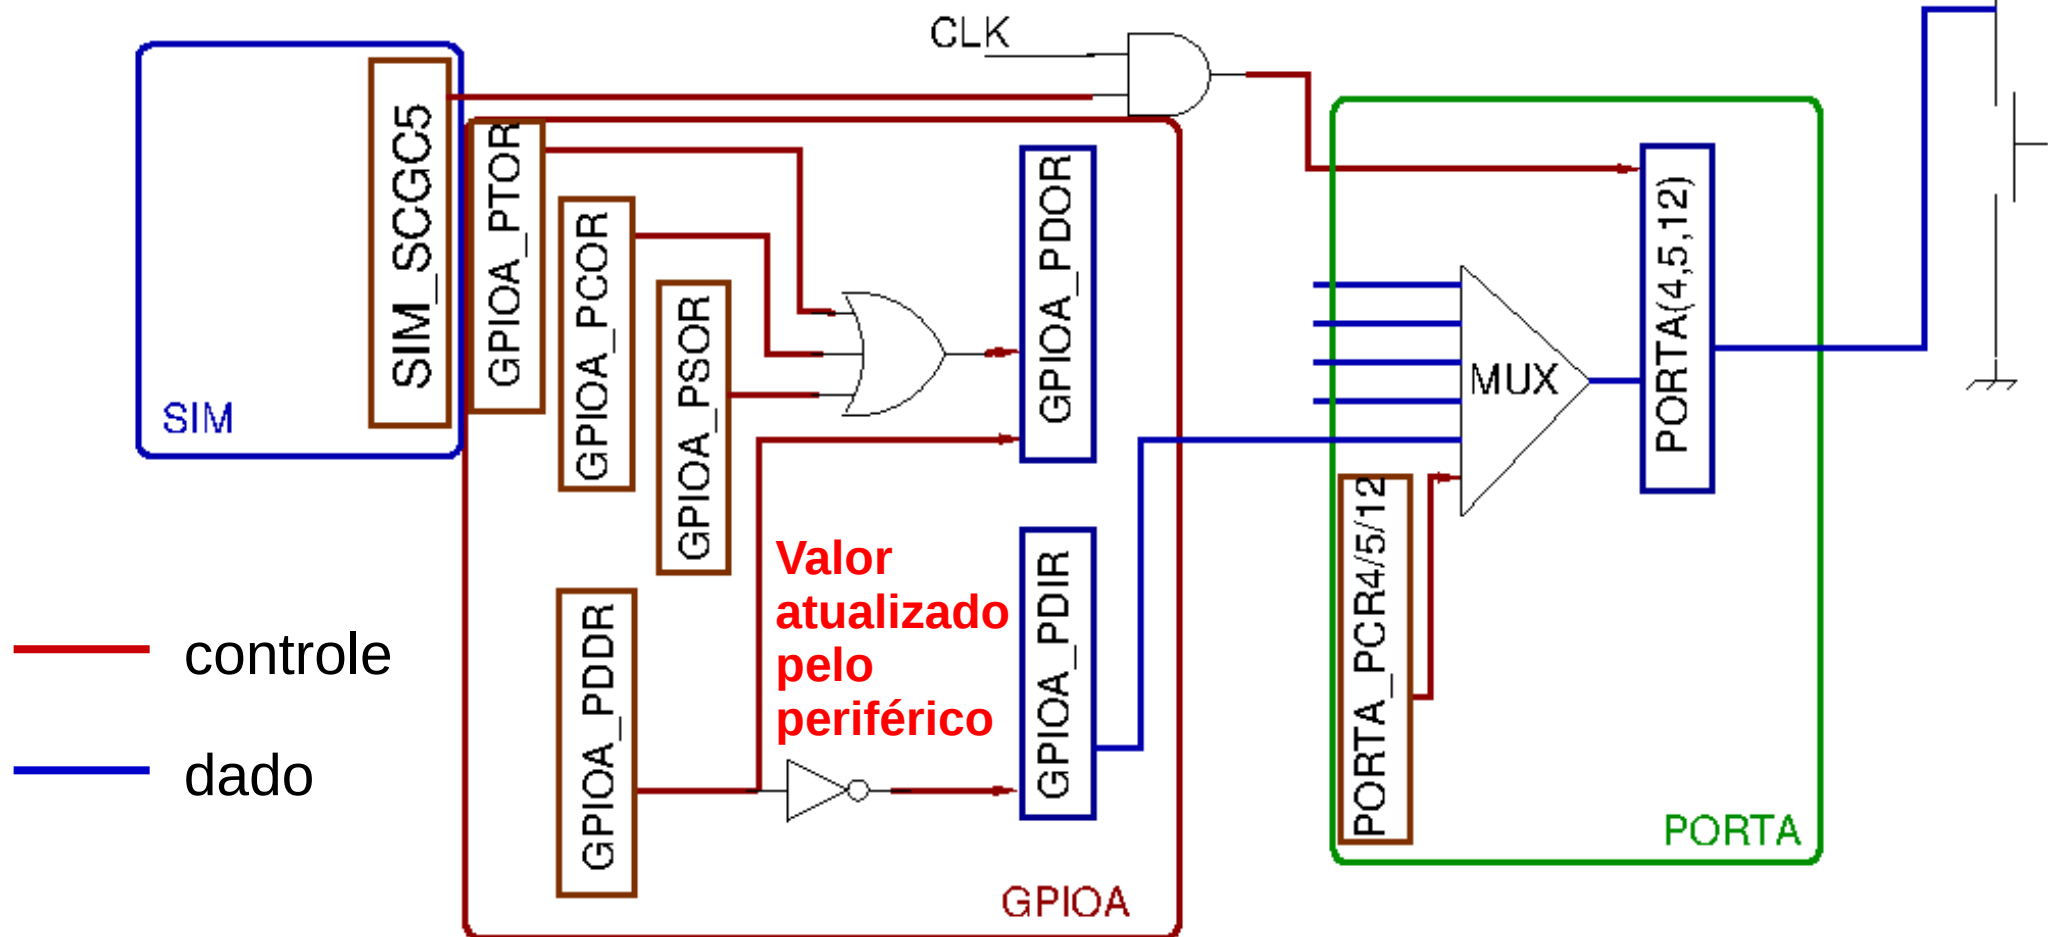 CLK
SIM_SCGC5
SIM
GPIOA_PTOR
GPIOA_PCOR
GPIOA_PSOR
GPIOA_PDOR
GPIOA_PDDR
Valor
atualizado
pelo
periférico
GPIOA_PDIR
GPIOA
MUX
PORTA(4,5,12)
PORTA_PCR4/5/12
PORTA
controle
dado